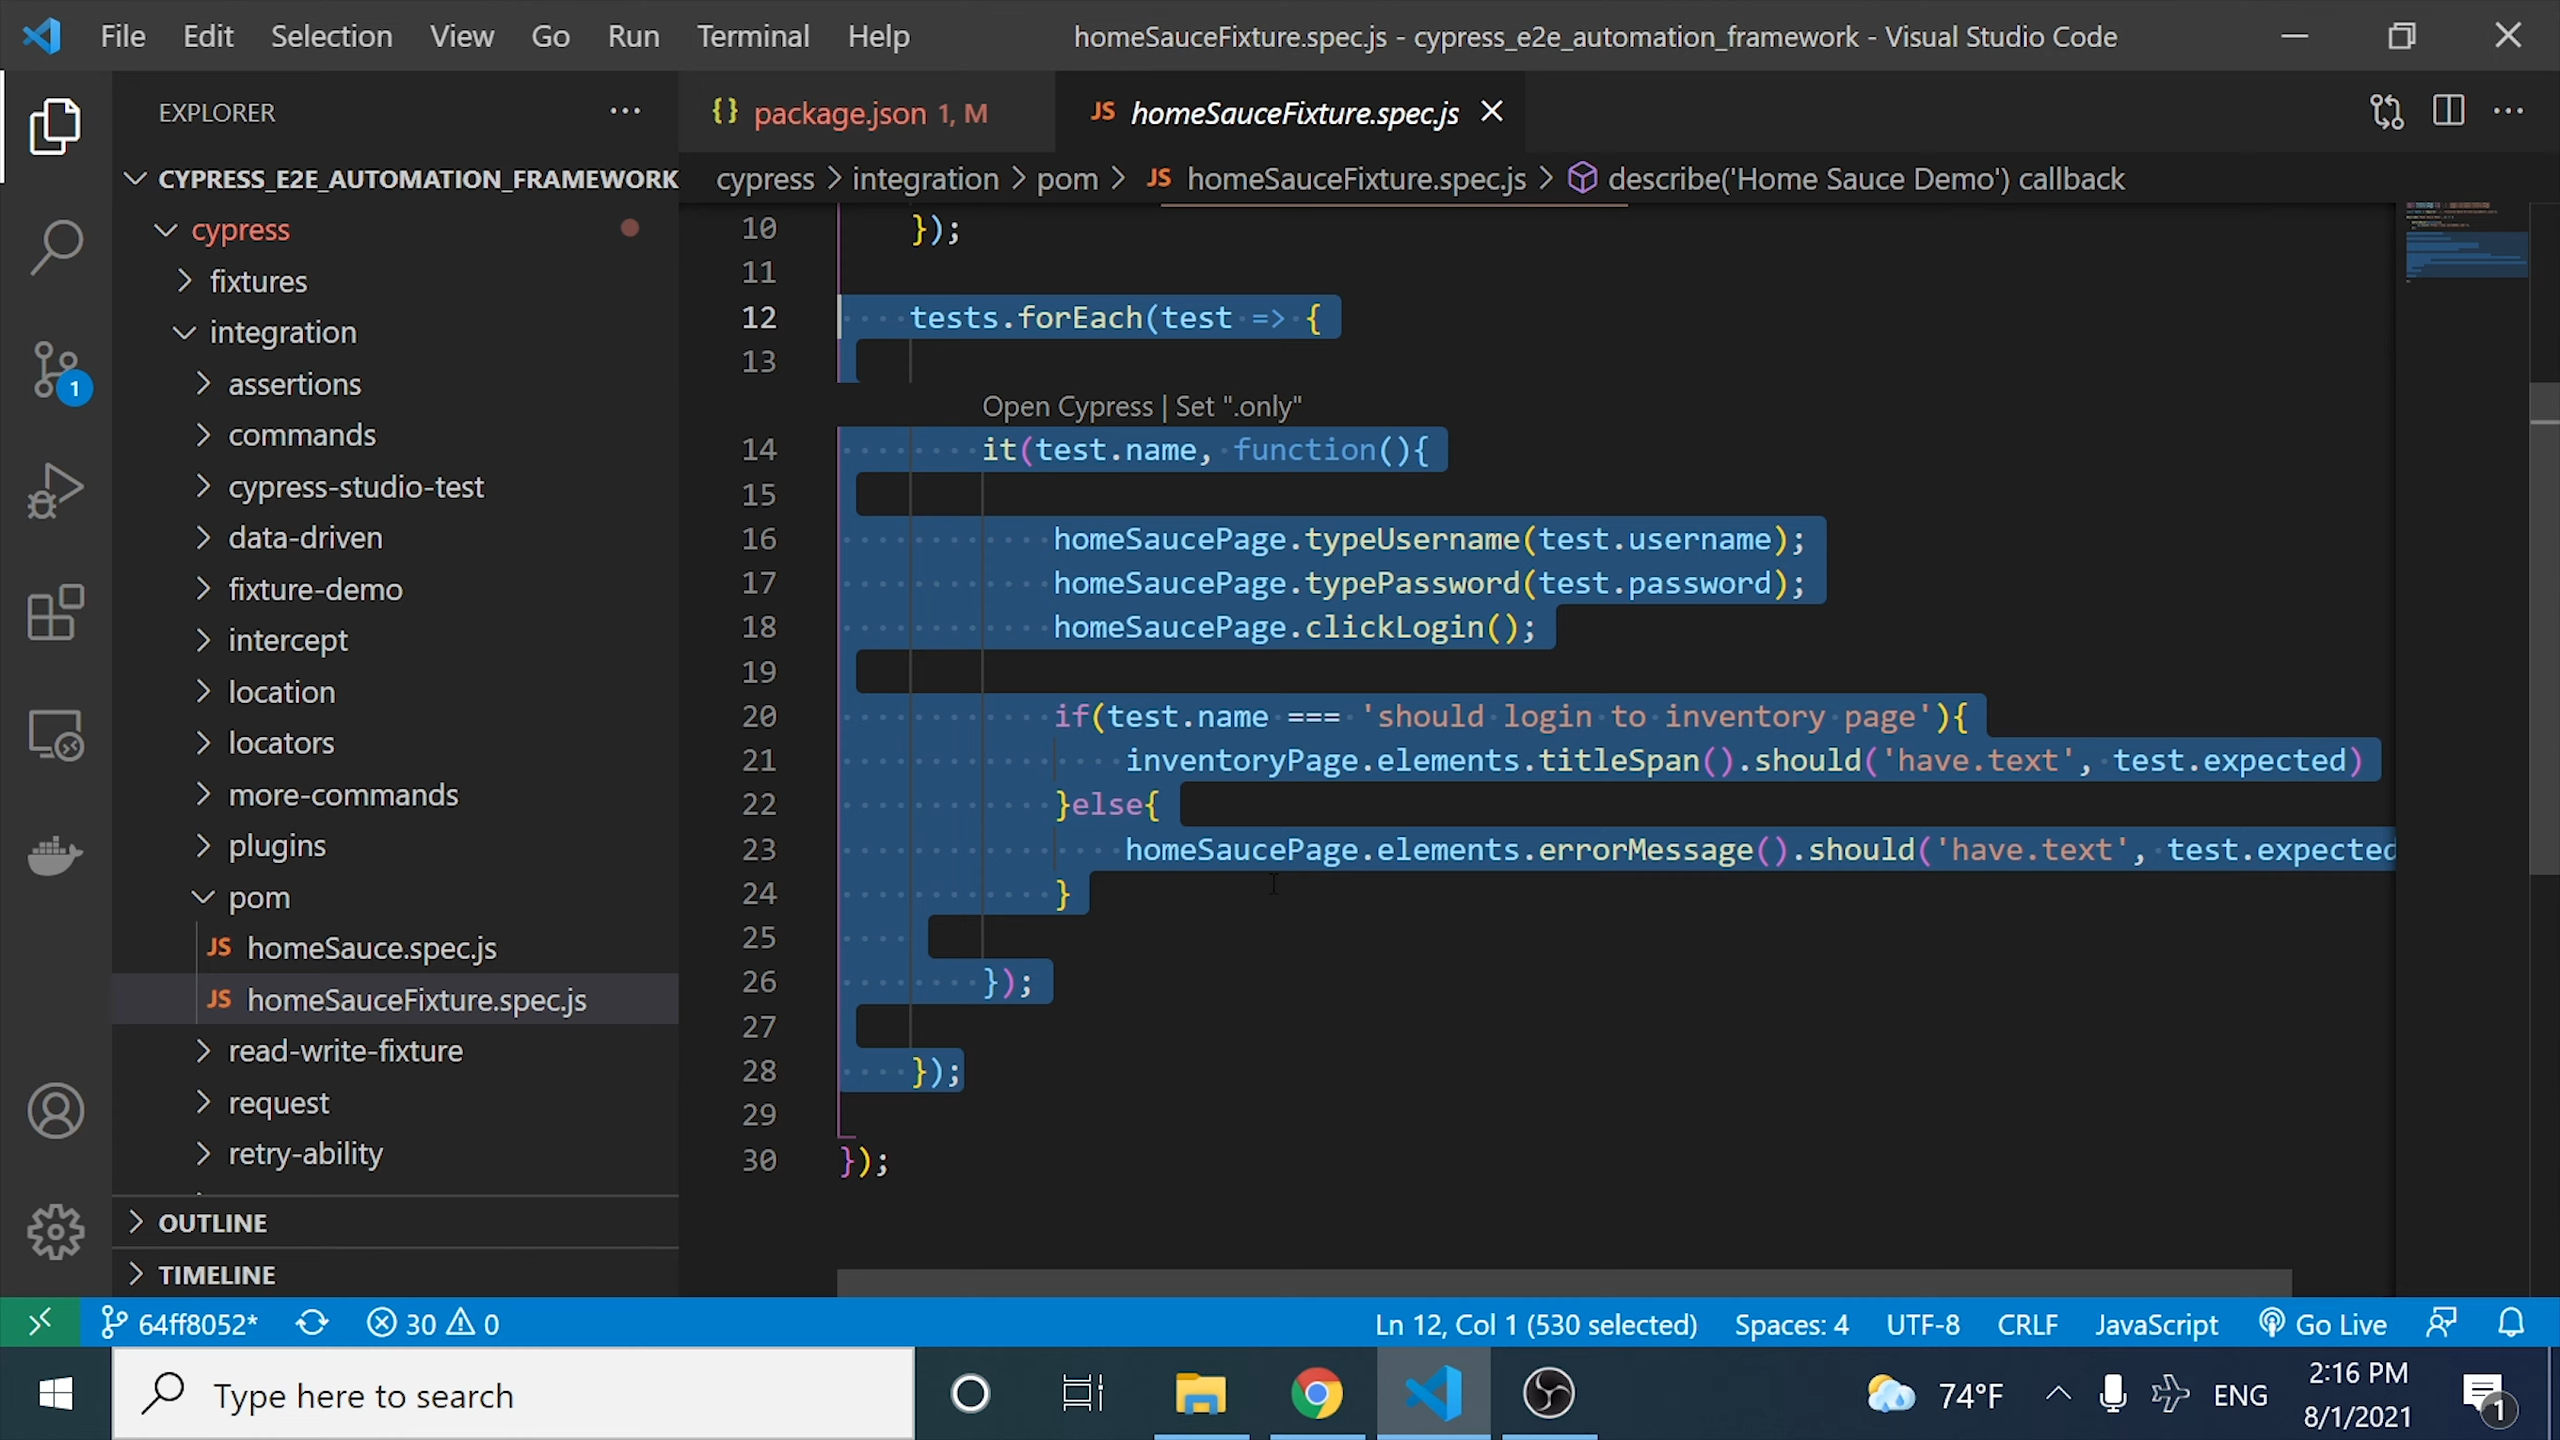 File Edit Selection View Go Run Terminal Help
homeSauceFixture.spec.js - cypress_e2e_automation_framework - Visual Studio Code
EXPLORER
CYPRESS_E2E_AUTOMATION_FRAMEWORK
cypress
fixtures
integration
assertions
commands
cypress-studio-test
data-driven
fixture-demo
intercept
location
locators
more-commands
plugins
pom
JS homeSauce.spec.js
JS homeSauceFixture.spec.js
read-write-fixture
request
retry-ability
OUTLINE
TIMELINE
1
{} package.json 1, M
JS homeSauceFixture.spec.js
cypress > integration > pom > JS homeSauceFixture.spec.js > describe('Home Sauce Demo') callback
10 });
11
12 tests.forEach(test => {
13
Open Cypress | Set ".only"
14 it(test.name, function(){
15
16 homeSaucePage.typeUsername(test.username);
17 homeSaucePage.typePassword(test.password);
18 homeSaucePage.clickLogin();
19
20 if(test.name === 'should login to inventory page'){
21 inventoryPage.elements.titleSpan().should('have.text', test.expected)
22 }else{
23 homeSaucePage.elements.errorMessage().should('have.text', test.expected
24 }
25
26 });
27
28 });
29
30 });
64ff8052* 30 0
Ln 12, Col 1 (530 selected) Spaces: 4 UTF-8 CRLF JavaScript Go Live
Type here to search
74°F ENG
2:16 PM
8/1/2021
1